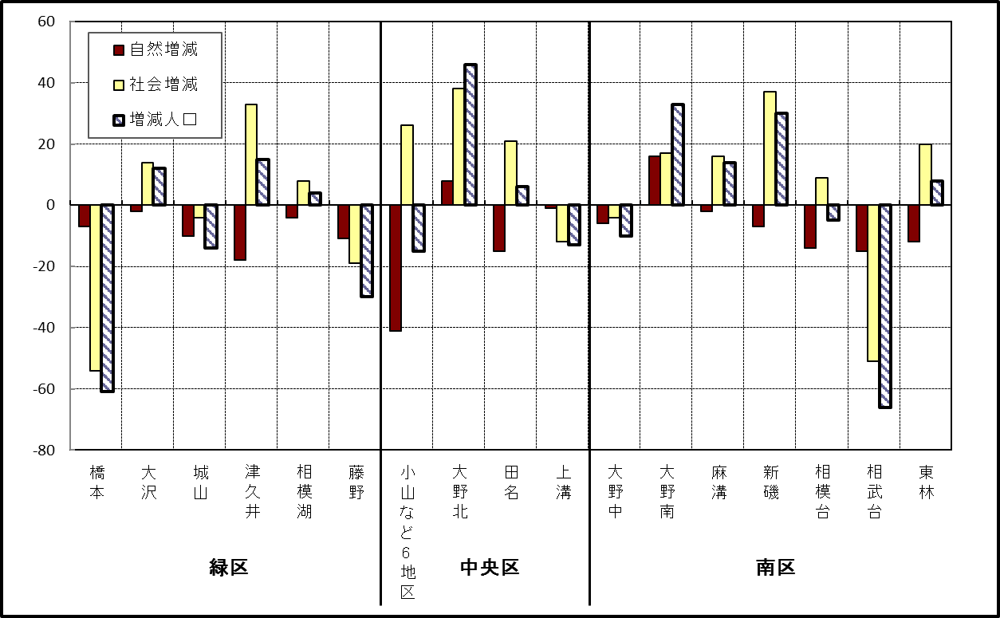 60
40
20
0
-20
-40
-60
-80
自然増減
社会増減
増減人口
橋本
大沢
城山
津久井
相模湖
藤野
小山など6地区
大野北
田名
上溝
大野中
大野南
麻溝
新磯
相模台
相武台
東林
緑区
中央区
南区